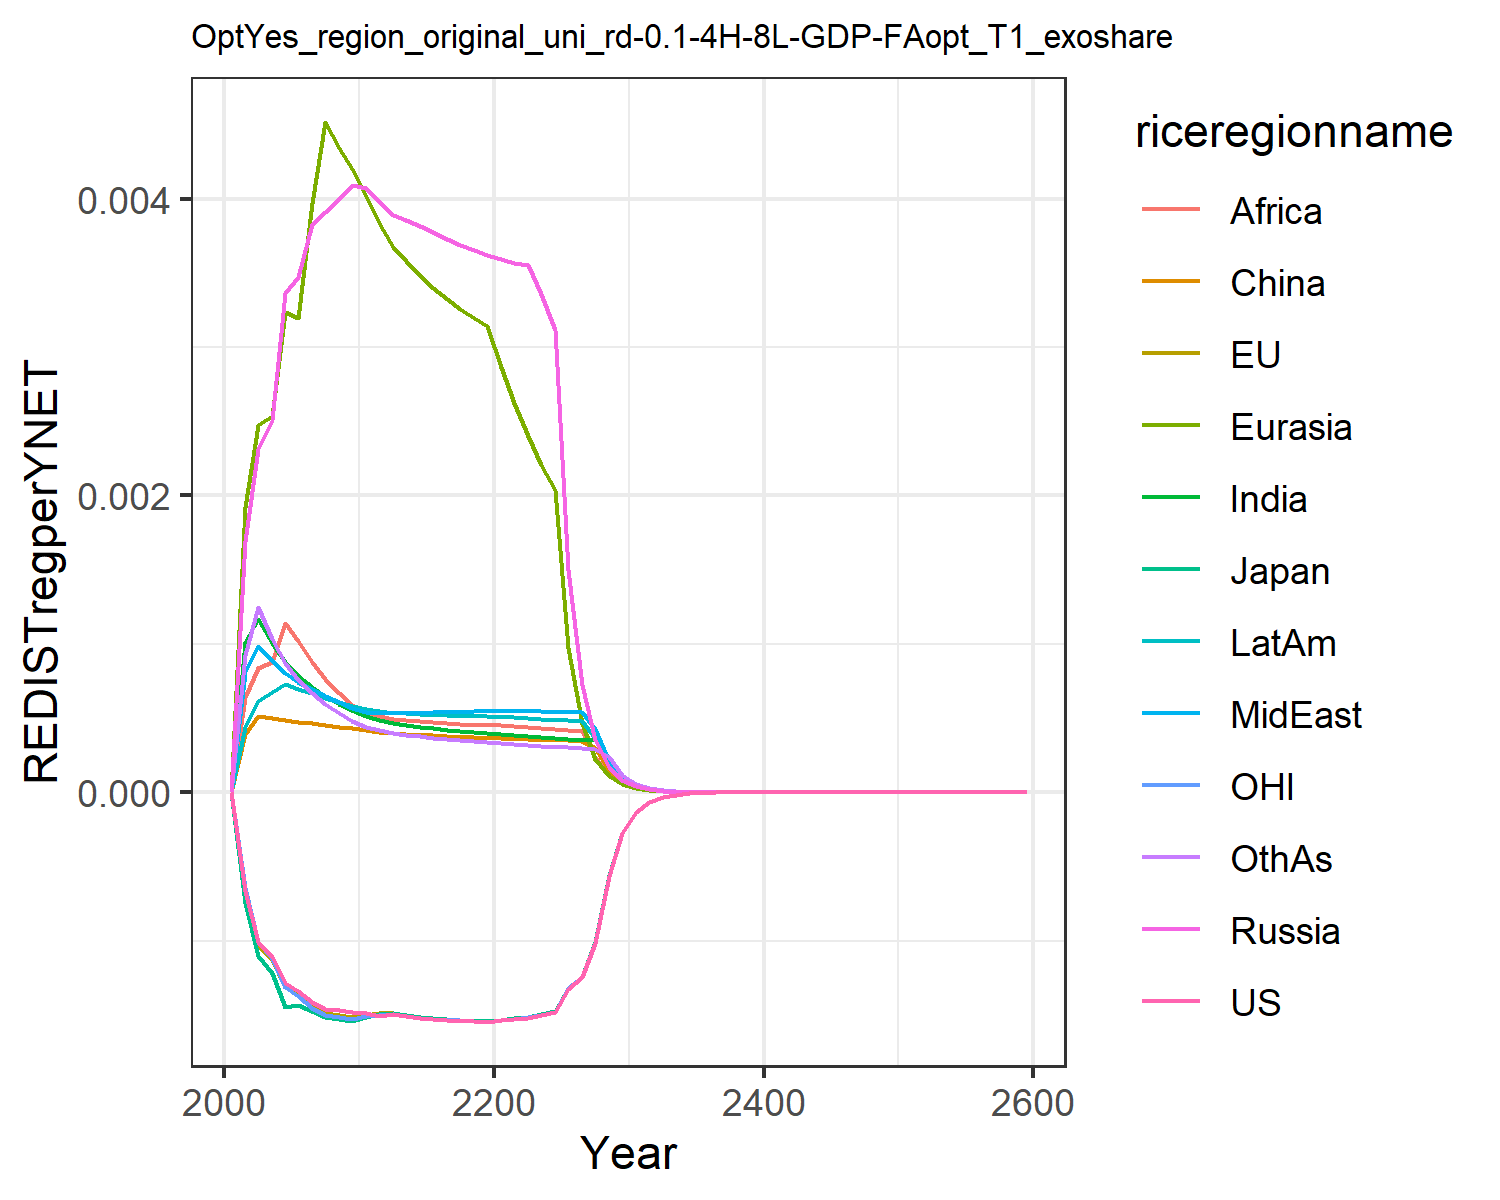 OptYes_region_original_uni_rd-0.1-4H-8L-GDP-FAopt_T1_exoshare
REDISTregperYNET
0.004
0.002
0.000
2000
2200
2400
2600
Year
riceregionname
Africa
China
EU
Eurasia
India
Japan
LatAm
MidEast
OHI
OthAs
Russia
US